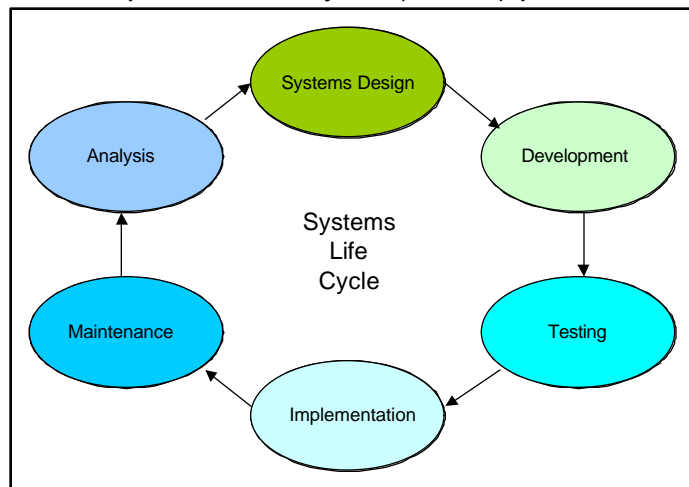 Systems Design
Analysis
Development
Systems
Life
Cycle
Maintenance
Testing
Implementation